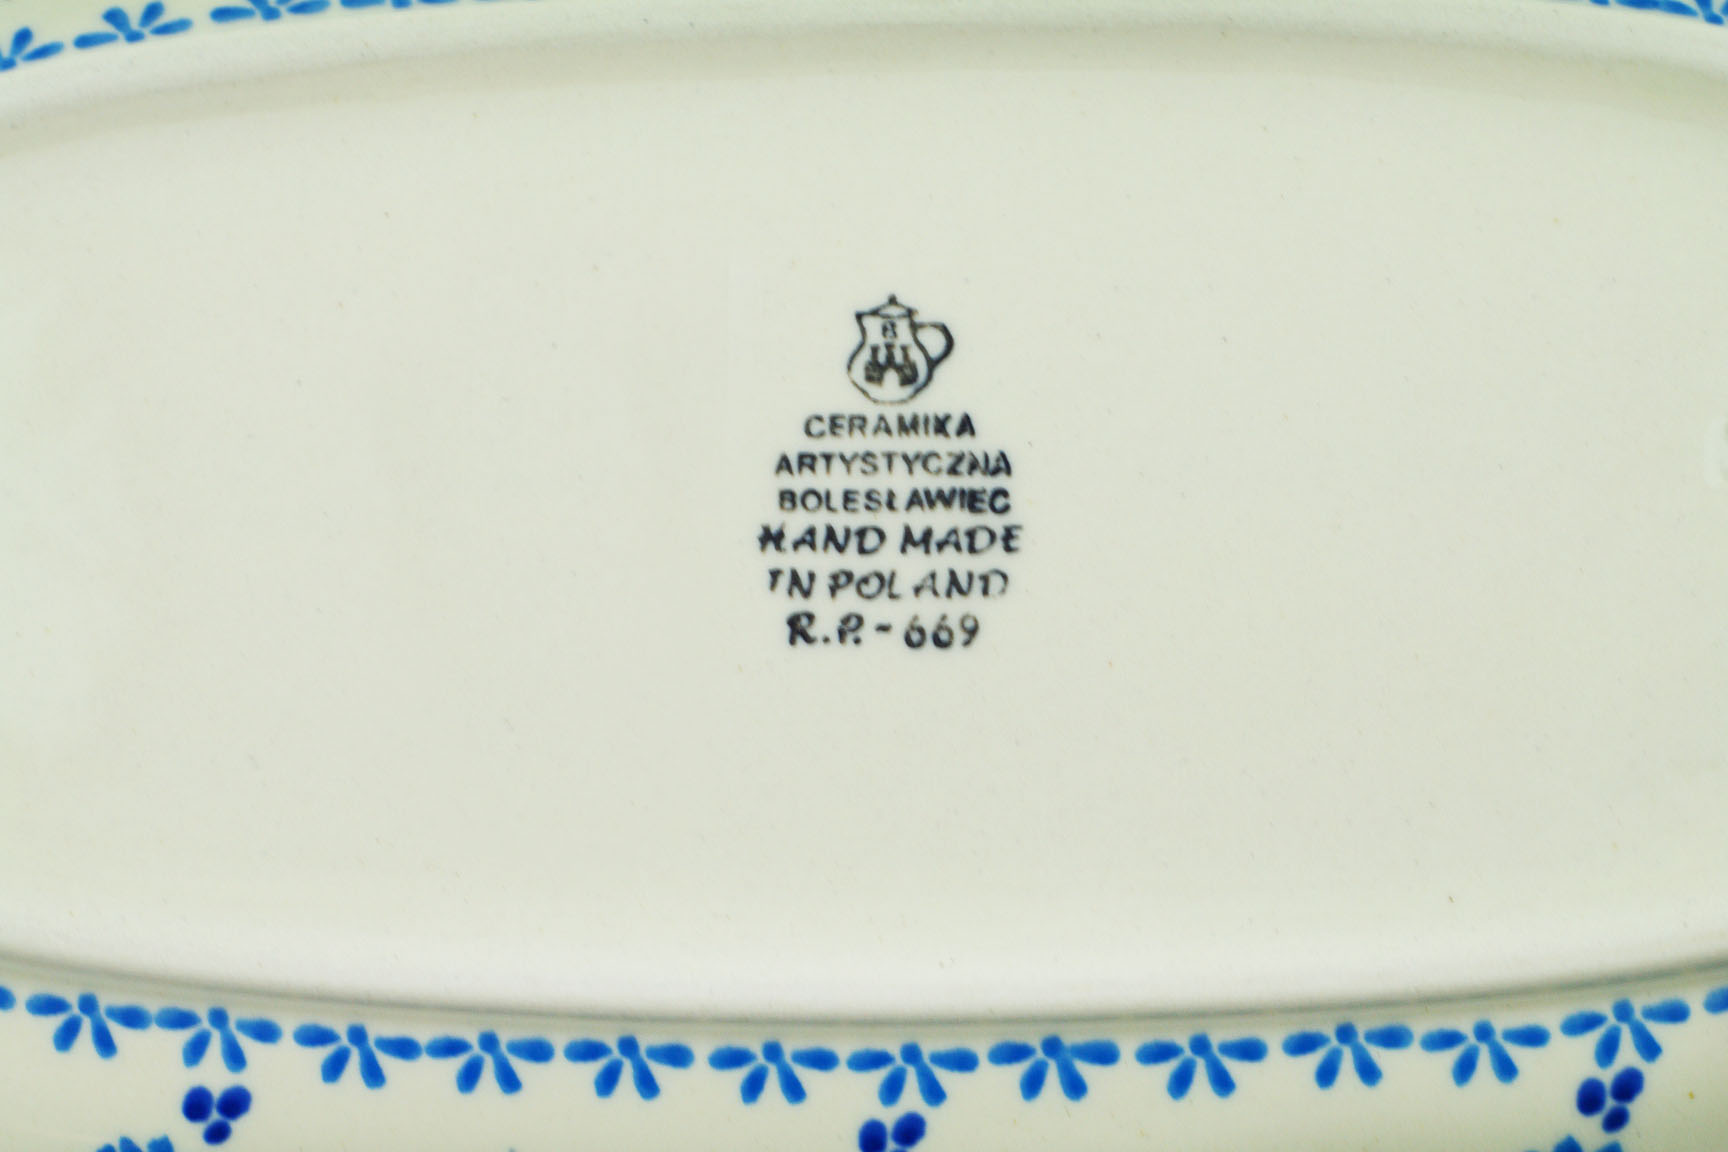 B
CERAMIKA
ARTYSTYCZNA
BOLESŁAWIEC
HAND MADE
IN POLAND
R.P.-669